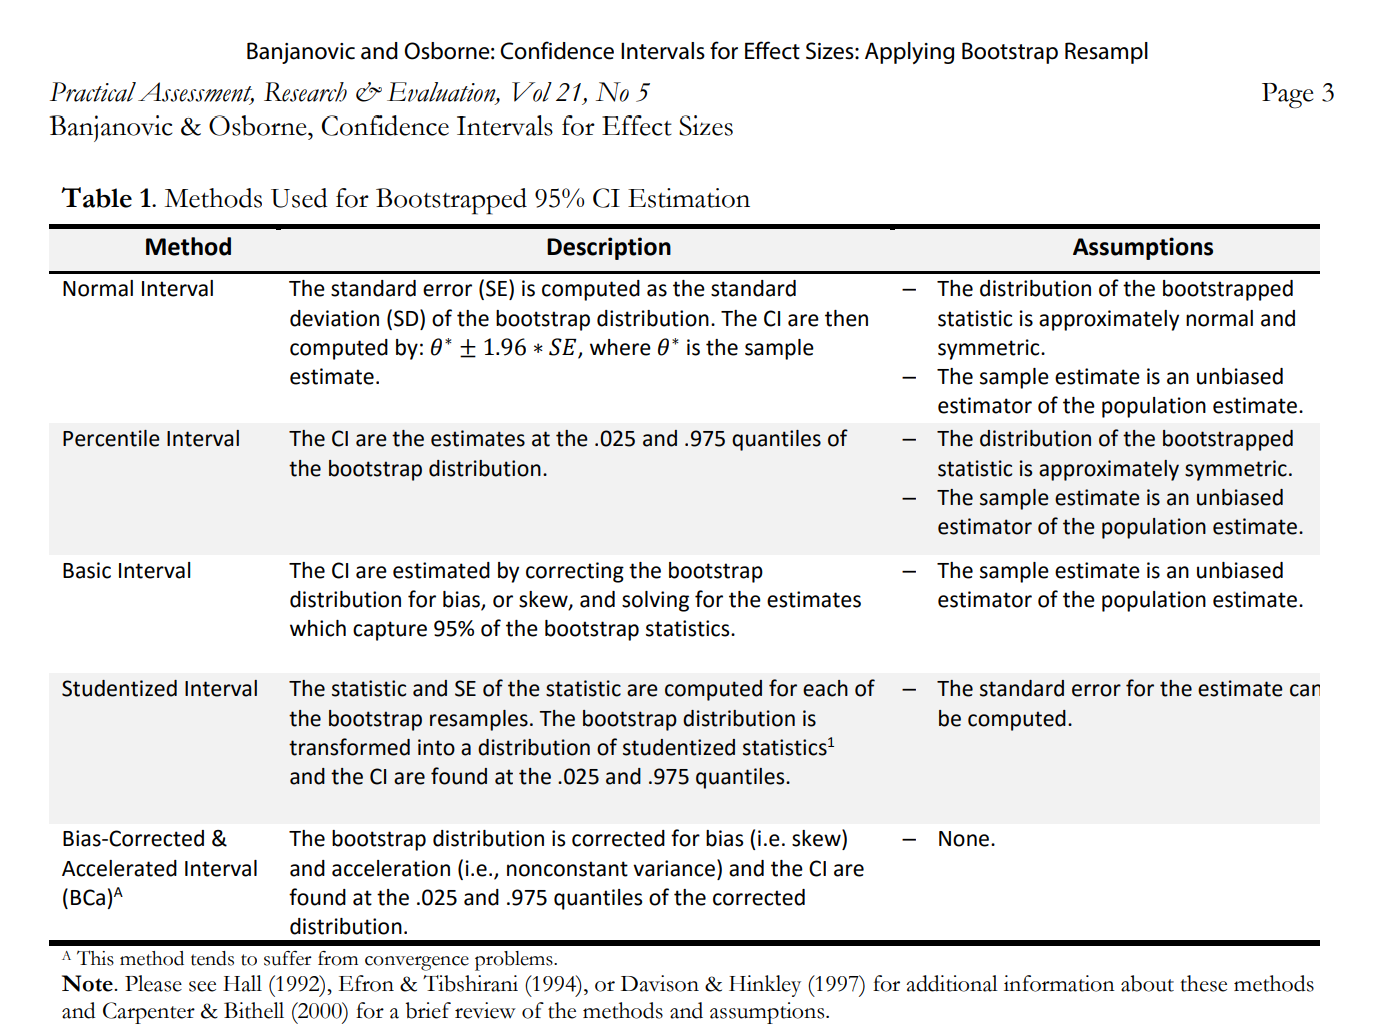 Banjanovic and Osborne: Confidence Intervals for Effect Sizes: Applying Bootstrap Resampl
Practical Assessment, Research & Evaluation, Vol 21, No 5 Page 3
Banjanovic & Osborne, Confidence Intervals for Effect Sizes
Table 1. Methods Used for Bootstrapped 95% CI Estimation
Method Description Assumptions
Normal Interval
The standard error (SE) is computed as the standard
deviation (SD) of the bootstrap distribution. The CI are then
computed by: θ* ± 1.96 * SE, where θ* is the sample
estimate.
– The distribution of the bootstrapped
statistic is approximately normal and
symmetric.
– The sample estimate is an unbiased
estimator of the population estimate.
Percentile Interval
The CI are the estimates at the .025 and .975 quantiles of
the bootstrap distribution.
– The distribution of the bootstrapped
statistic is approximately symmetric.
– The sample estimate is an unbiased
estimator of the population estimate.
Basic Interval
The CI are estimated by correcting the bootstrap
distribution for bias, or skew, and solving for the estimates
which capture 95% of the bootstrap statistics.
– The sample estimate is an unbiased
estimator of the population estimate.
Studentized Interval
The statistic and SE of the statistic are computed for each of
the bootstrap resamples. The bootstrap distribution is
transformed into a distribution of studentized statistics¹
and the CI are found at the .025 and .975 quantiles.
– The standard error for the estimate can
be computed.
Bias-Corrected &
Accelerated Interval
(BCa)ᴬ
The bootstrap distribution is corrected for bias (i.e. skew)
and acceleration (i.e., nonconstant variance) and the CI are
found at the .025 and .975 quantiles of the corrected
distribution.
– None.
ᴬ This method tends to suffer from convergence problems.
Note. Please see Hall (1992), Efron & Tibshirani (1994), or Davison & Hinkley (1997) for additional information about these methods
and Carpenter & Bithell (2000) for a brief review of the methods and assumptions.